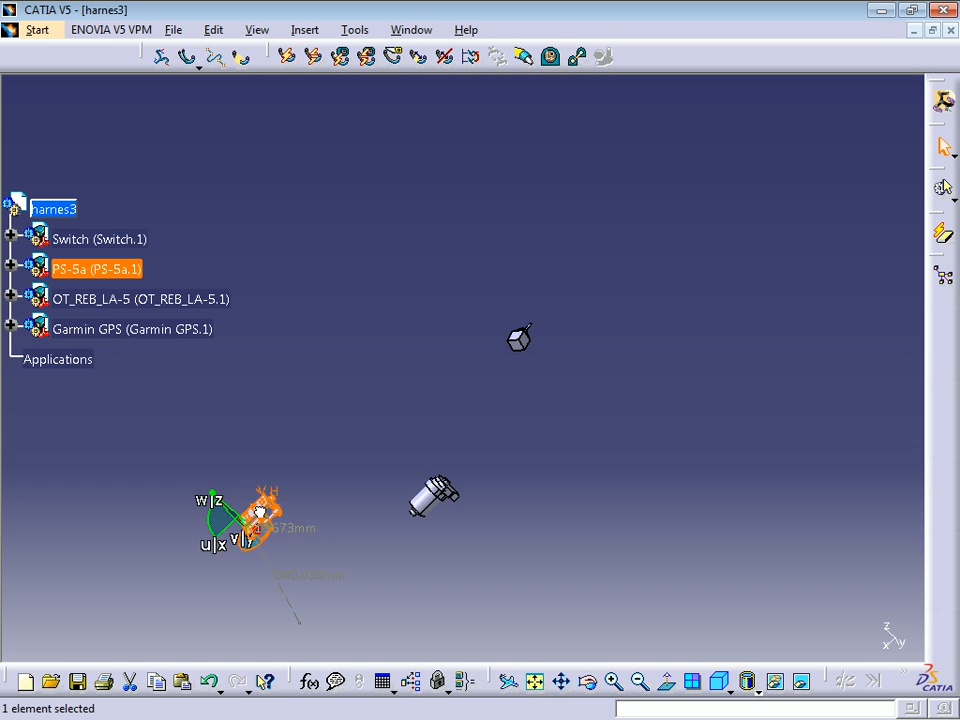 CATIA V5 - [harnes3]
Start ENOVIA V5 VPM File Edit View Insert Tools Window Help
harnes3
Switch (Switch.1)
PS-5a (PS-5a.1)
OT_REB_LA-5 (OT_REB_LA-5.1)
Garmin GPS (Garmin GPS.1)
Applications
V H
w|z
u|x
v|y
z
x y
f(x)
CATIA
1 element selected